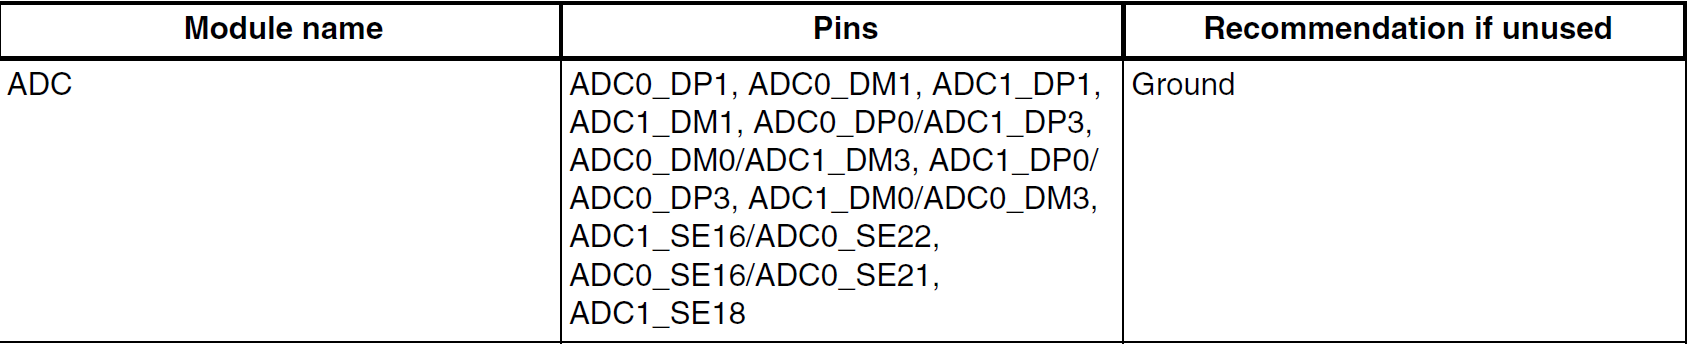 Module name Pins Recommendation if unused
ADC ADC0_DP1, ADC0_DM1, ADC1_DP1, Ground
ADC1_DM1, ADC0_DP0/ADC1_DP3,
ADC0_DM0/ADC1_DM3, ADC1_DP0/
ADC0_DP3, ADC1_DM0/ADC0_DM3,
ADC1_SE16/ADC0_SE22,
ADC0_SE16/ADC0_SE21,
ADC1_SE18